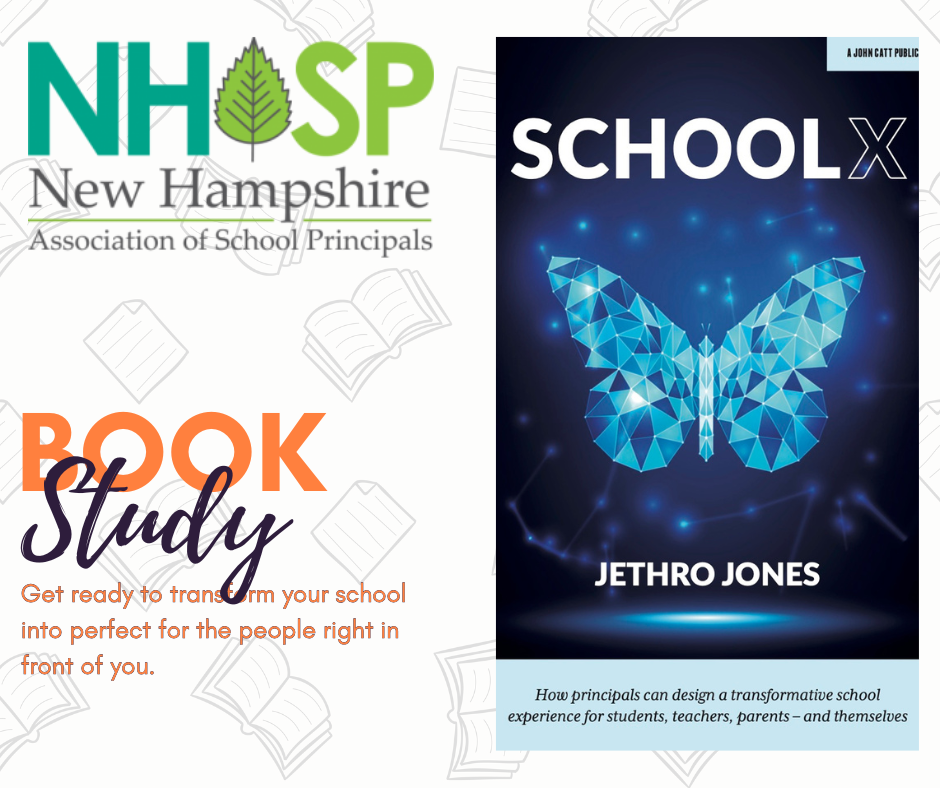 NHASP
New Hampshire
Association of School Principals
BOOK
Study
Get ready to transform your school
into perfect for the people right in
front of you.
A JOHN CATT PUBLIC
SCHOOLX
JETHRO JONES
How principals can design a transformative school
experience for students, teachers, parents – and themselves